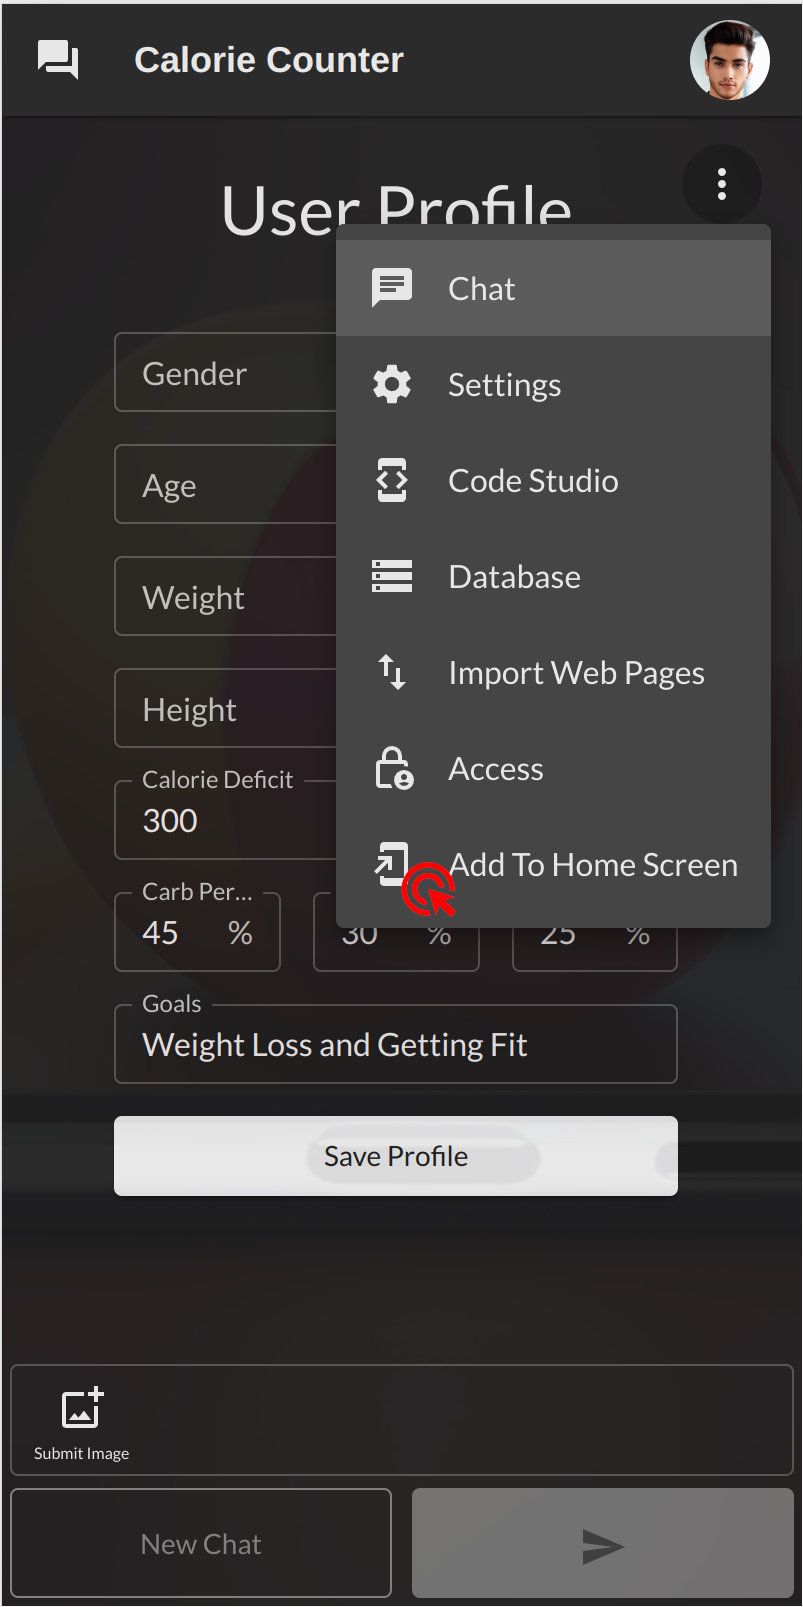 Calorie Counter
User Profile
Chat
Settings
Code Studio
Database
Import Web Pages
Access
Add To Home Screen
Gender
Age
Weight
Height
Calorie Deficit
300
Carb Per...
45 % 30 % 25 %
Goals
Weight Loss and Getting Fit
Save Profile
Submit Image
New Chat